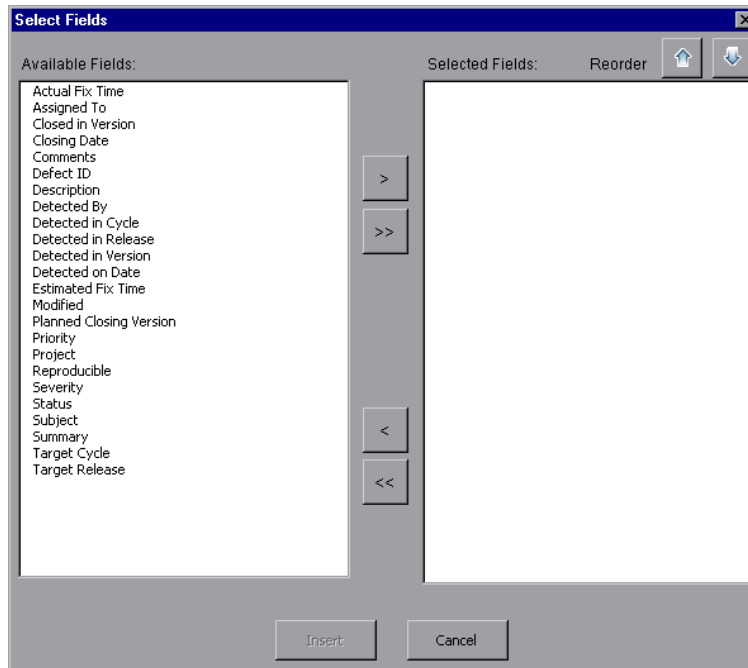 Select Fields
Available Fields:
Selected Fields: Reorder
Actual Fix Time
Assigned To
Closed in Version
Closing Date
Comments
Defect ID
Description
Detected By
Detected in Cycle
Detected in Release
Detected in Version
Detected on Date
Estimated Fix Time
Modified
Planned Closing Version
Priority
Project
Reproducible
Severity
Status
Subject
Summary
Target Cycle
Target Release
>
>>
<
<<
Insert
Cancel